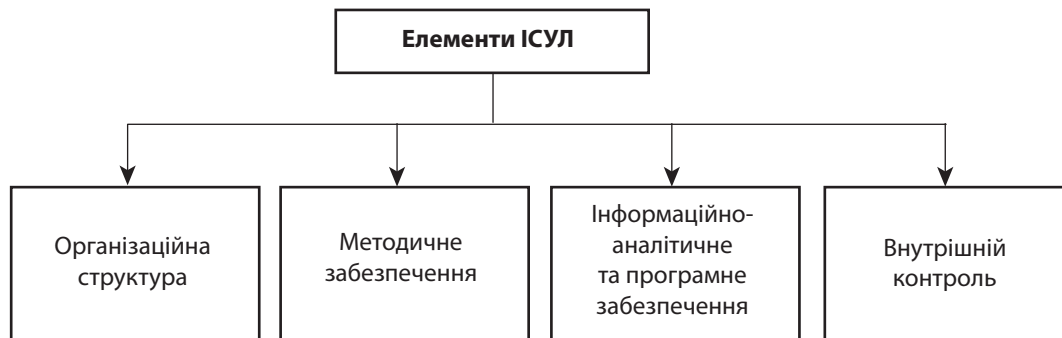 Елементи ІСУЛ
Організаційна
структура
Методичне
забезпечення
Інформаційно-
аналітичне
та програмне
забезпечення
Внутрішній
контроль